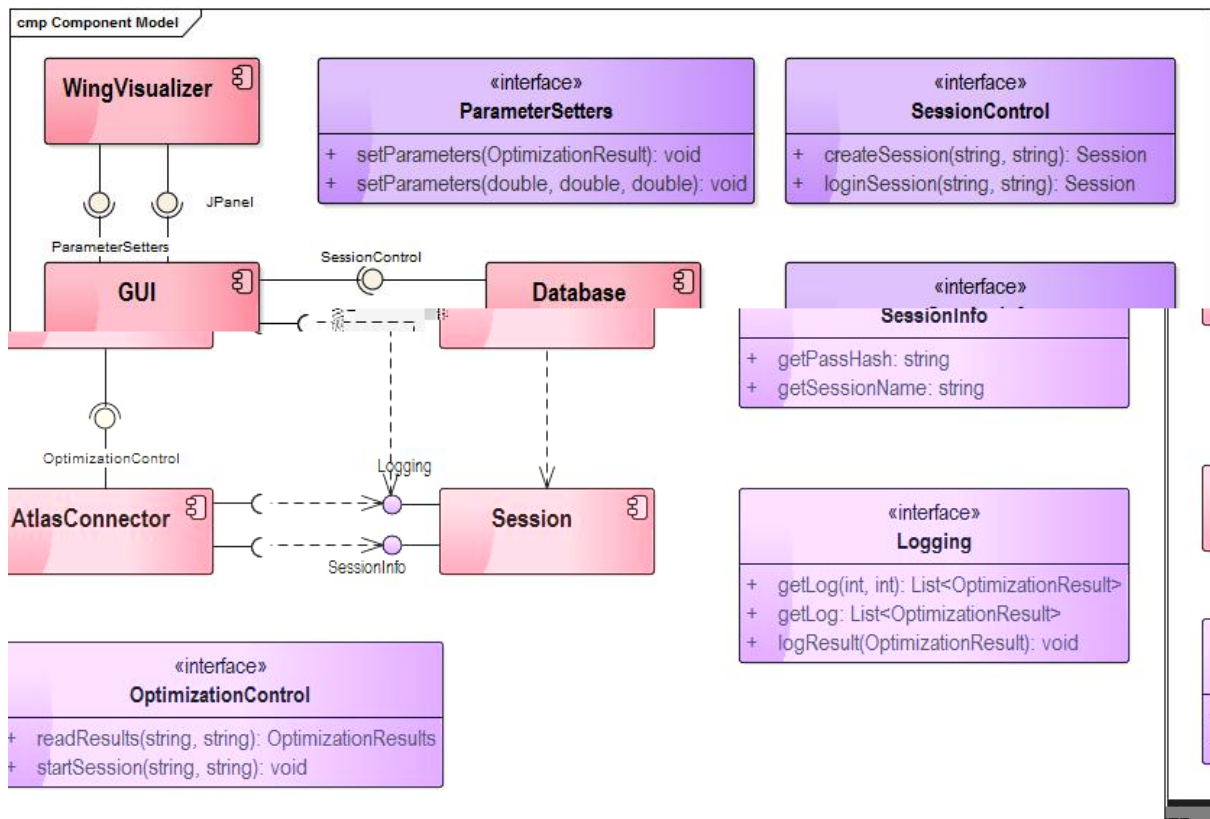 cmp Component Model
WingVisualizer
«interface»
ParameterSetters
+ setParameters(OptimizationResult): void
+ setParameters(double, double, double): void
«interface»
SessionControl
+ createSession(string, string): Session
+ loginSession(string, string): Session
JPanel
ParameterSetters
SessionControl
GUI
Database
«interface»
SessionInfo
+ getPassHash: string
+ getSessionName: string
OptimizationControl
Logging
AtlasConnector
Session
SessionInfo
«interface»
Logging
+ getLog(int, int): List<OptimizationResult>
+ getLog: List<OptimizationResult>
+ logResult(OptimizationResult): void
«interface»
OptimizationControl
+ readResults(string, string): OptimizationResults
+ startSession(string, string): void